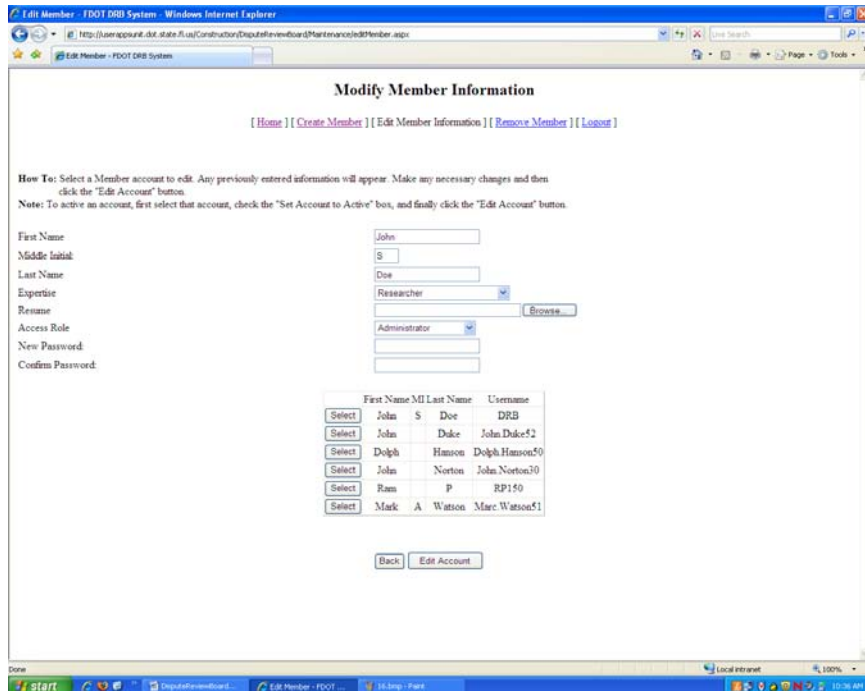 Edit Member - FDOT DRB System - Windows Internet Explorer
http://userappsunit.dot.state.fl.us/Construction/DisputeReviewBoard/Maintenance/editMember.aspx
Live Search
Edit Member - FDOT DRB System
Page
Tools
Modify Member Information
[ Home ] [ Create Member ] [ Edit Member Information ] [ Remove Member ] [ Logout ]
How To: Select a Member account to edit. Any previously entered information will appear. Make any necessary changes and then
click the "Edit Account" button.
Note: To active an account, first select that account, check the "Set Account to Active" box, and finally click the "Edit Account" button.
First Name John
Middle Initial: S
Last Name Doe
Expertise Researcher
Resume Browse...
Access Role Administrator
New Password:
Confirm Password:
First Name MI Last Name Username
Select John S Doe DRB
Select John Duke John.Duke52
Select Dolph Hanson Dolph.Hanson50
Select John Norton John.Norton30
Select Ram P RP150
Select Mark A Watson Marc.Watson51
Back Edit Account
Done Local intranet 100%
start DisputeReviewBoard... Edit Member - FDOT ... 16.bmp - Paint 10:36 AM